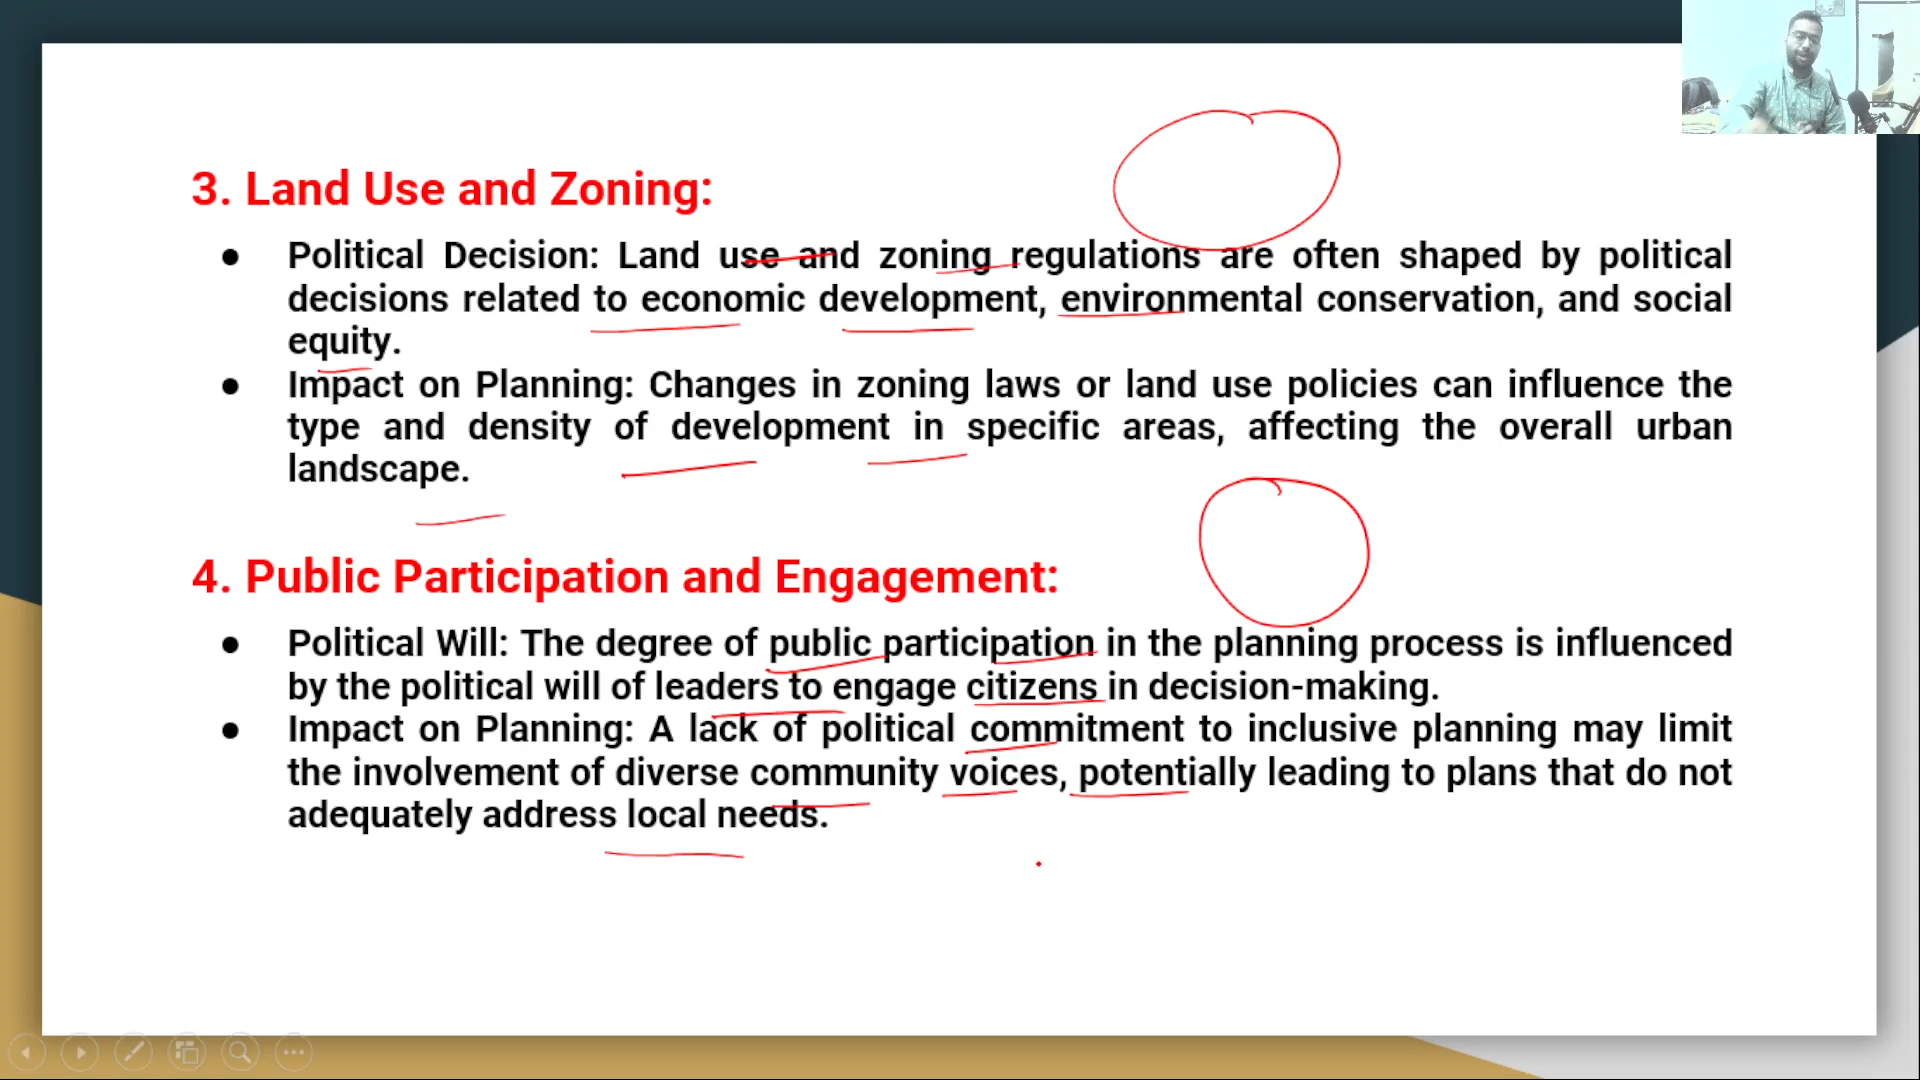 3. Land Use and Zoning:
● Political Decision: Land use and zoning regulations are often shaped by political
decisions related to economic development, environmental conservation, and social
equity.
● Impact on Planning: Changes in zoning laws or land use policies can influence the
type and density of development in specific areas, affecting the overall urban
landscape.
4. Public Participation and Engagement:
● Political Will: The degree of public participation in the planning process is influenced
by the political will of leaders to engage citizens in decision-making.
● Impact on Planning: A lack of political commitment to inclusive planning may limit
the involvement of diverse community voices, potentially leading to plans that do not
adequately address local needs.